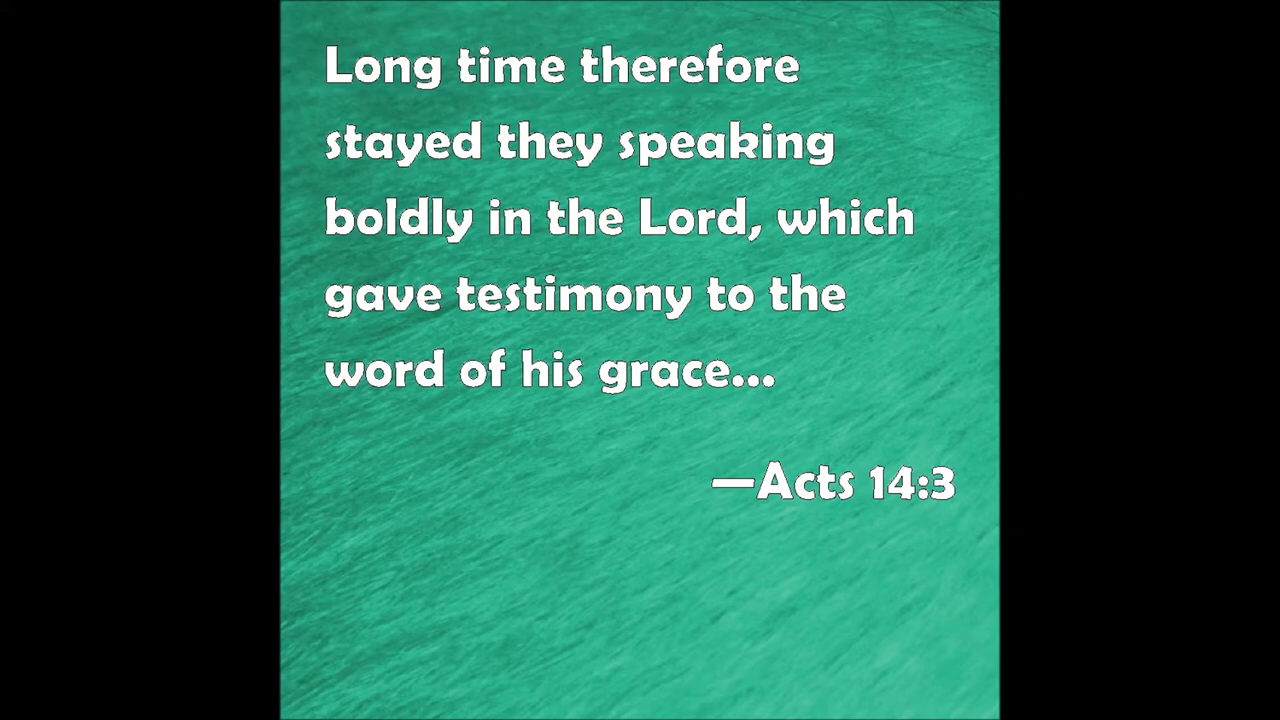 Long time therefore
stayed they speaking
boldly in the Lord, which
gave testimony to the
word of his grace...
—Acts 14:3